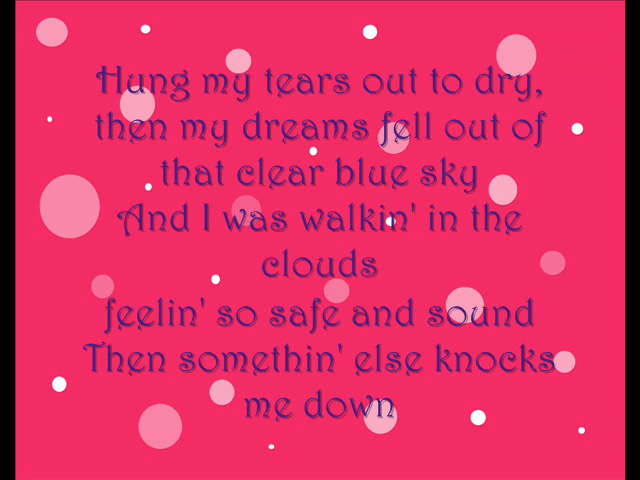 Hung my tears out to dry,
then my dreams fell out of
that clear blue sky
And I was walkin' in the
clouds
feelin' so safe and sound
Then somethin' else knocks
me down